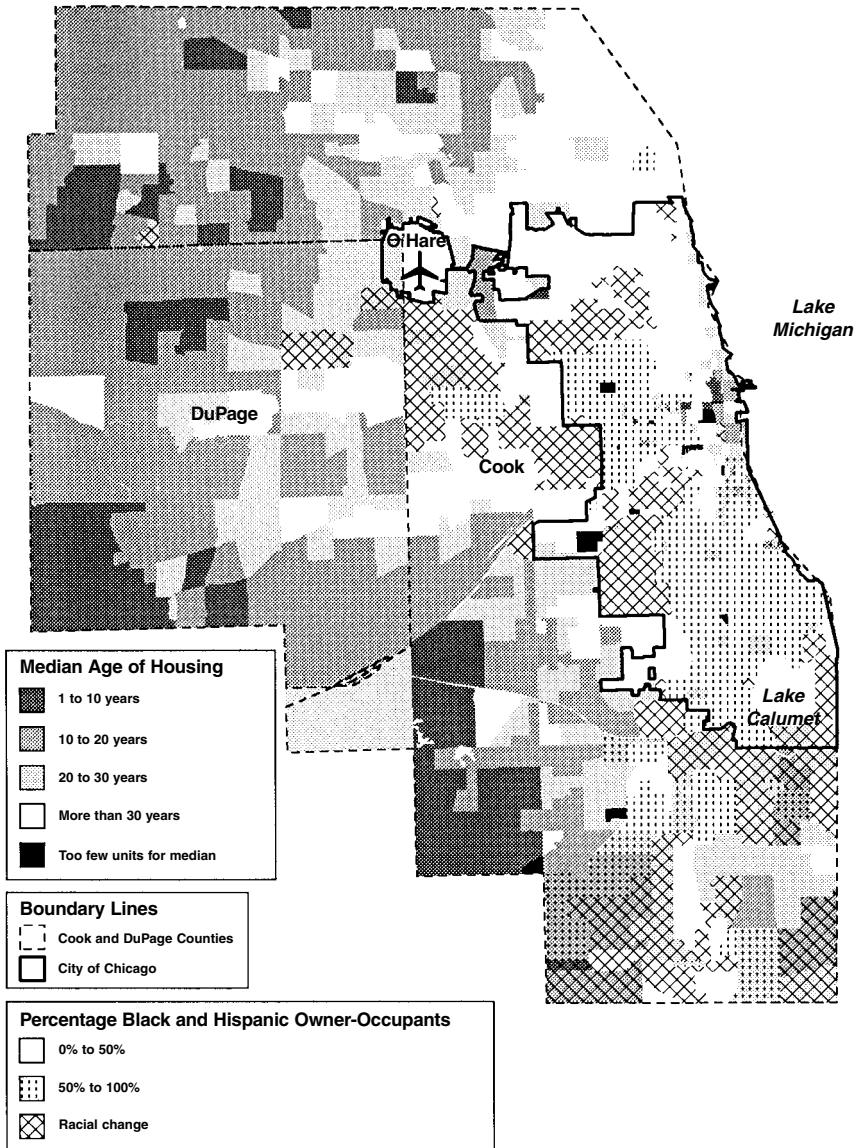 O'Hare
Lake
Michigan
DuPage
Cook
Lake
Calumet
Median Age of Housing
1 to 10 years
10 to 20 years
20 to 30 years
More than 30 years
Too few units for median
Boundary Lines
Cook and DuPage Counties
City of Chicago
Percentage Black and Hispanic Owner-Occupants
0% to 50%
50% to 100%
Racial change